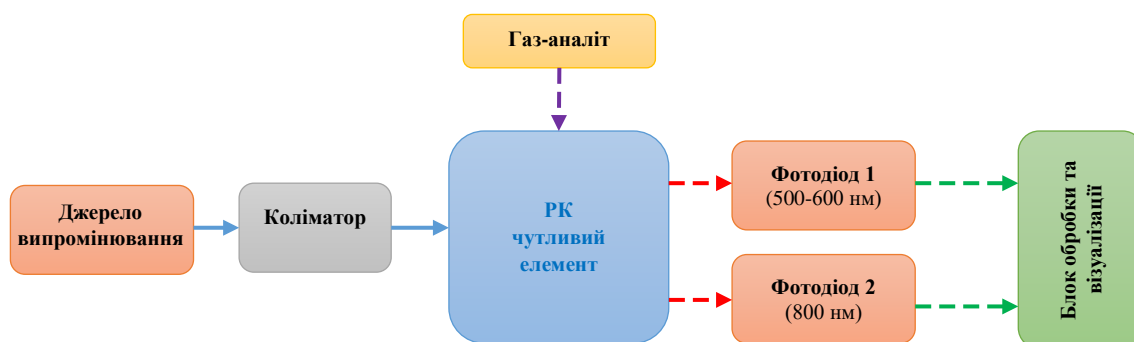 Газ-аналіт
Джерело
випромінювання
Коліматор
РК
чутливий
елемент
Фотодіод 1
(500-600 нм)
Фотодіод 2
(800 нм)
Блок обробки та
візуалізації